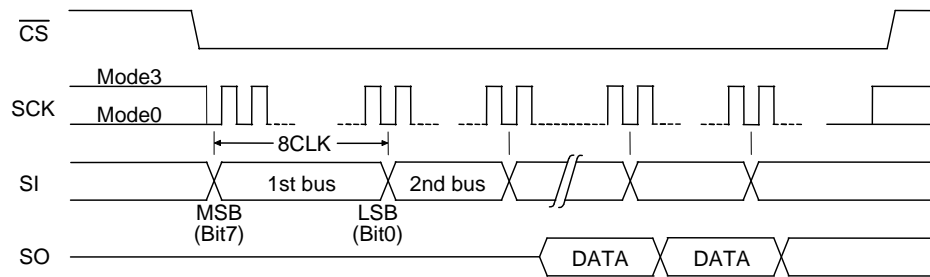 CS
Mode3
SCK
Mode0
8CLK
SI
1st bus
2nd bus
MSB
(Bit7)
LSB
(Bit0)
SO
DATA
DATA